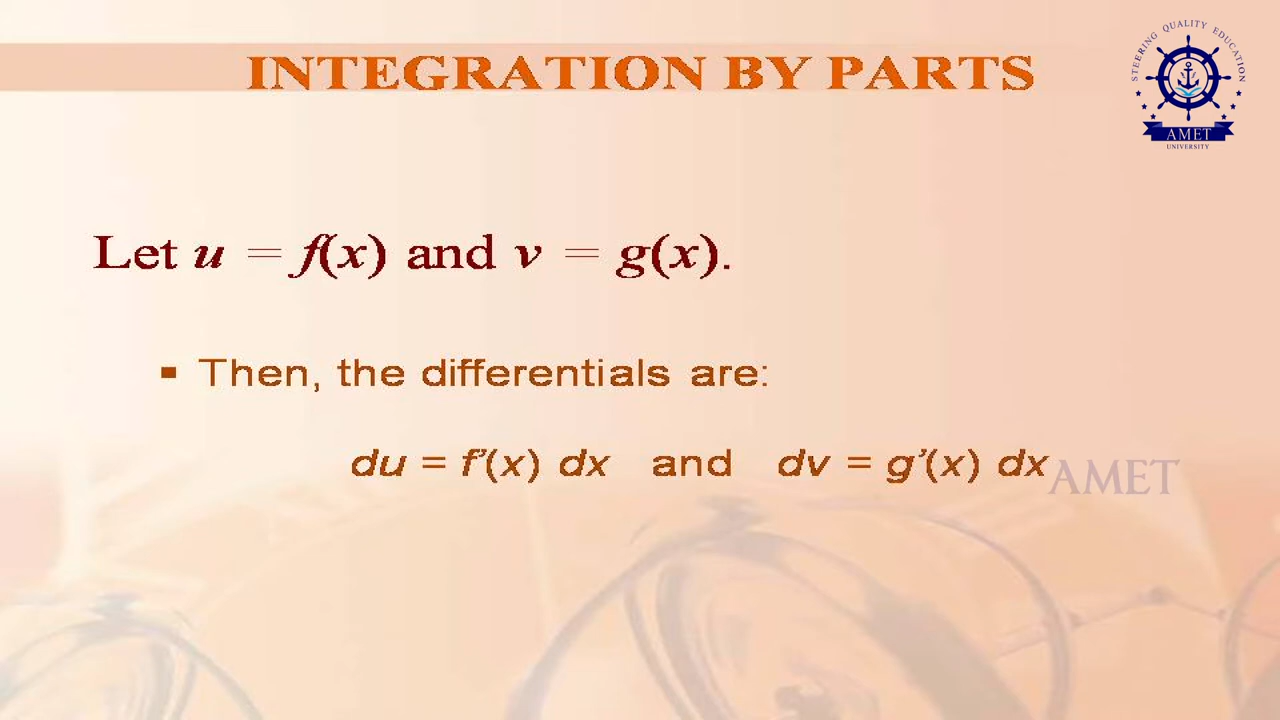 INTEGRATION BY PARTS
STEERING QUALITY EDUCATION
AMET
UNIVERSITY
Let u = f(x) and v = g(x).
▪ Then, the differentials are:
du = f’(x) dx and dv = g’(x) dx
AMET